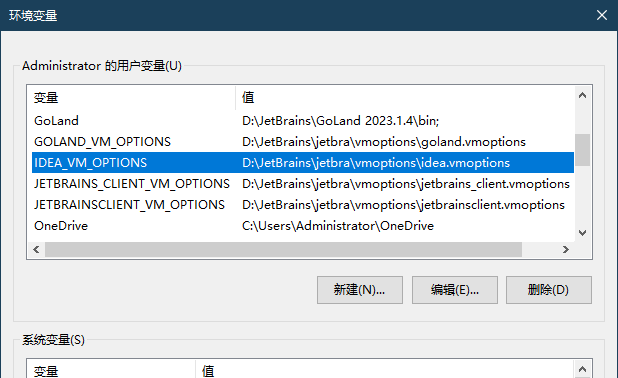 环境变量
Administrator 的用户变量(U)
变量 值
GoLand D:\JetBrains\GoLand 2023.1.4\bin;
GOLAND_VM_OPTIONS D:\JetBrains\jetbra\vmoptions\goland.vmoptions
IDEA_VM_OPTIONS D:\JetBrains\jetbra\vmoptions\idea.vmoptions
JETBRAINS_CLIENT_VM_OPTIONS D:\JetBrains\jetbra\vmoptions\jetbrains_client.vmoptions
JETBRAINSCLIENT_VM_OPTIONS D:\JetBrains\jetbra\vmoptions\jetbrainsclient.vmoptions
OneDrive C:\Users\Administrator\OneDrive
新建(N)... 编辑(E)... 删除(D)
系统变量(S)
变量 值